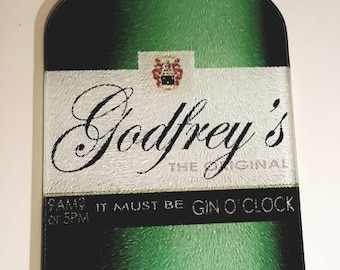 Godfrey's
THE ORIGINAL
9AM?
or 5PM
IT MUST BE GIN O'CLOCK